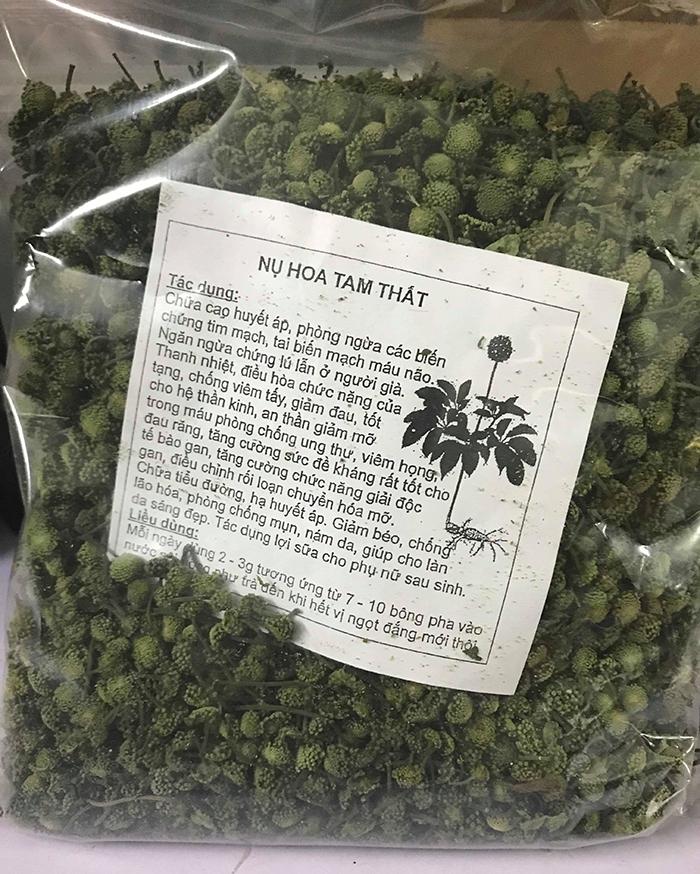 NỤ HOA TAM THẤT
Tác dụng:
Chữa cao huyết áp, phòng ngừa các biến
chứng tim mạch, tai biến mạch máu não.
Ngăn ngừa chứng lú lẫn ở người già.
Thanh nhiệt, điều hòa chức năng của
tạng, chống viêm tấy, giảm đau, tốt
cho hệ thần kinh, an thần giảm mỡ
trong máu phòng chống ung thư, viêm họng,
đau răng, tăng cường sức đề kháng rất tốt cho
tế bào gan, tăng cường chức năng giải độc
gan, điều chỉnh rối loạn chuyển hóa mỡ.
Chữa tiểu đường, hạ huyết áp. Giảm béo, chống
lão hóa, phòng chống mụn, nám da, giúp cho làn
da sáng đẹp. Tác dụng lợi sữa cho phụ nữ sau sinh.
Liều dùng:
Mỗi ngày dùng 2 - 3g tương ứng từ 7 - 10 bông pha vào
nước như trà đến khi hết vị ngọt đắng mới thôi